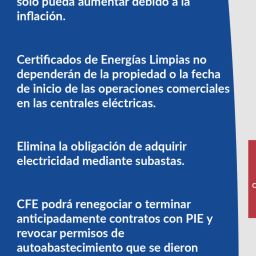 solo pueda aumentar debido a la
inflación.
Certificados de Energías Limpias no
dependerán de la propiedad o la fecha
de inicio de las operaciones comerciales
en las centrales eléctricas.
Elimina la obligación de adquirir
electricidad mediante subastas.
CFE podrá renegociar o terminar
anticipadamente contratos con PIE y
revocar permisos de
autoabastecimiento que se dieron